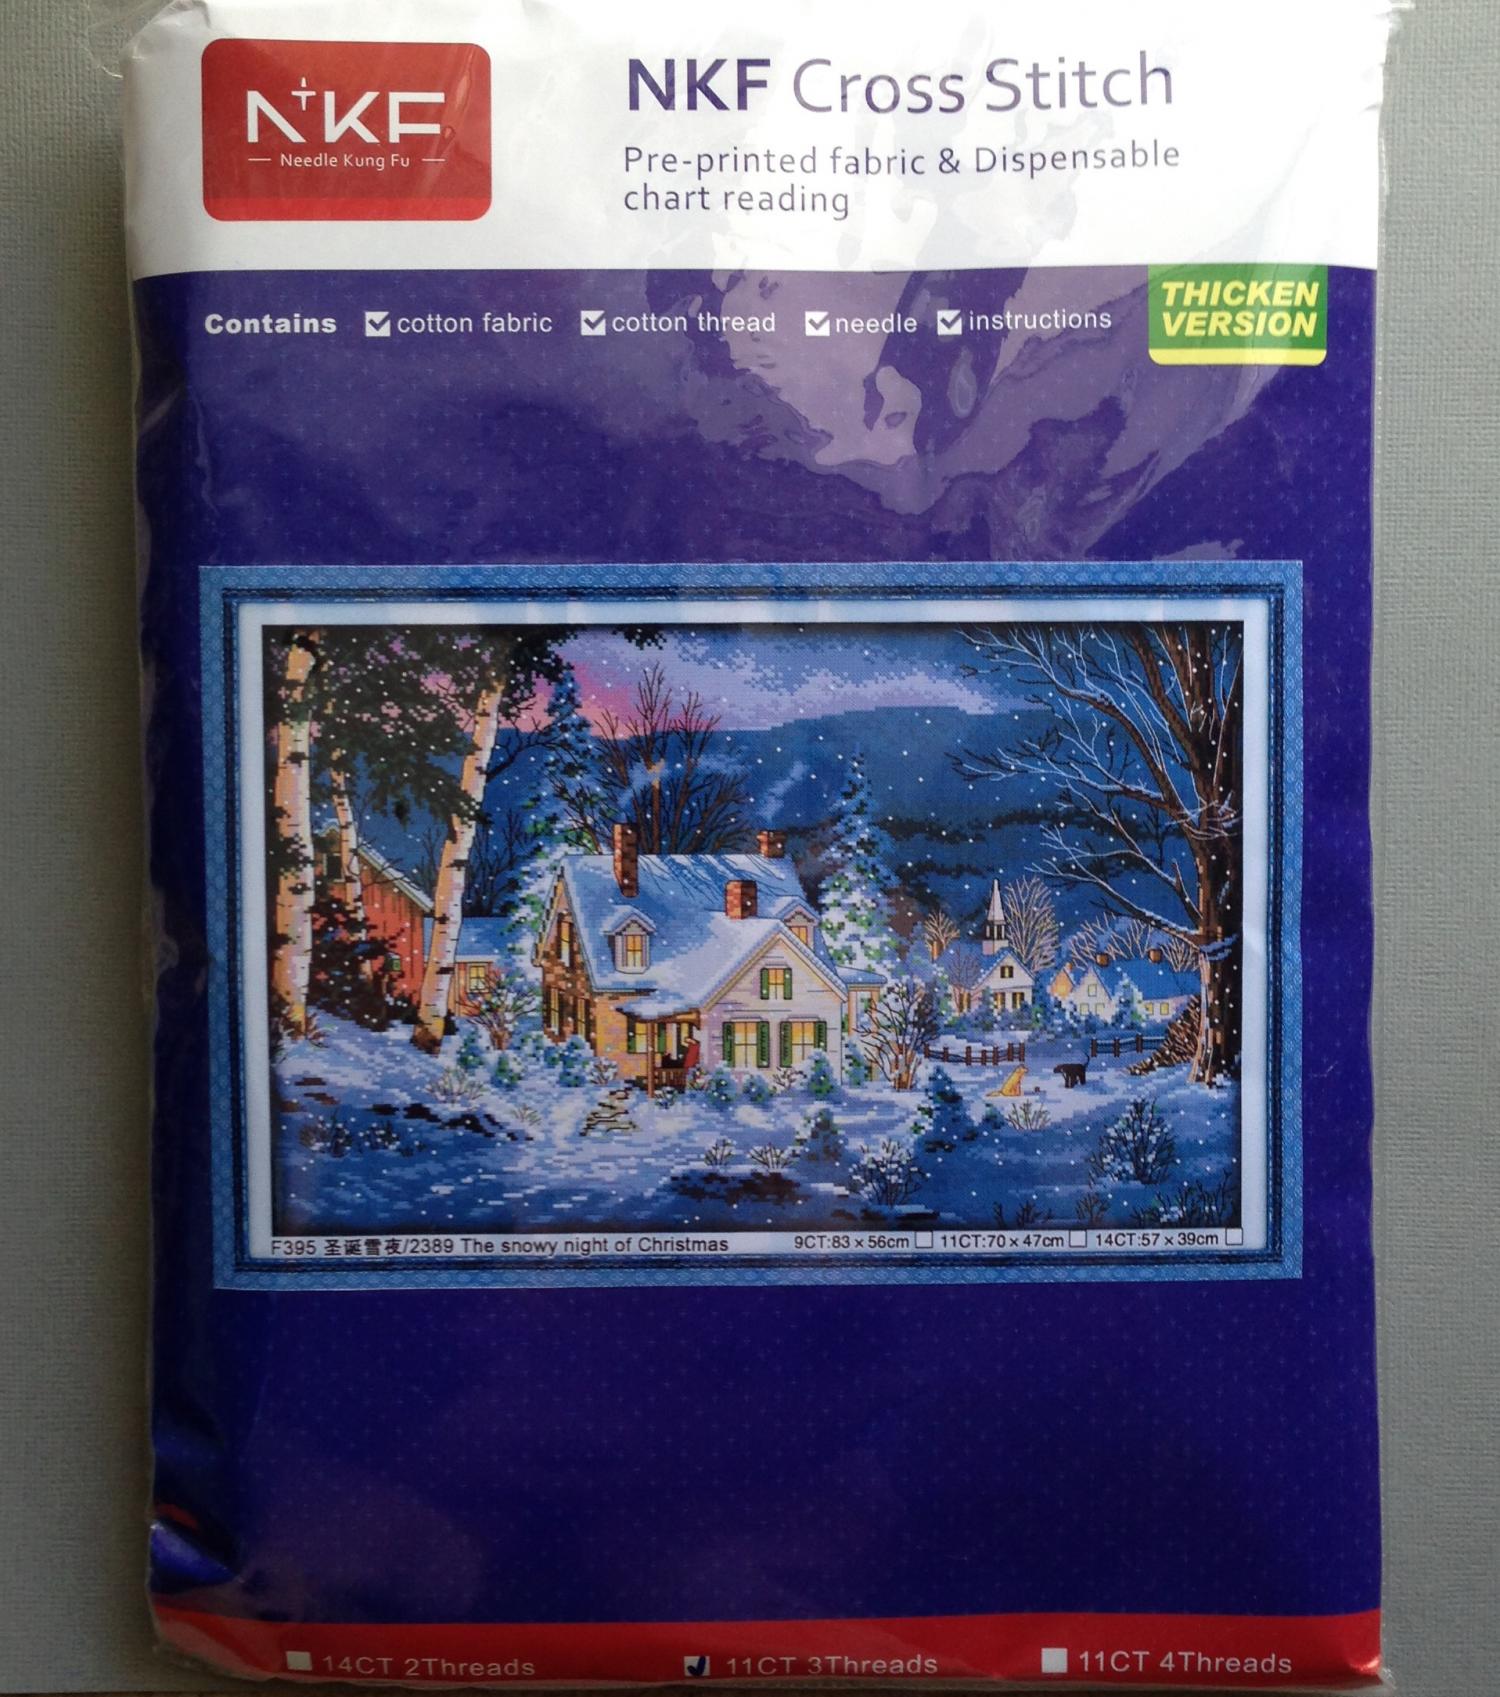 NKF
Needle Kung Fu
NKF Cross Stitch
Pre-printed fabric & Dispensable
chart reading
Contains cotton fabric cotton thread needle instructions
THICKEN
VERSION
F395 圣诞雪夜/2389 The snowy night of Christmas 9CT:83×56cm 11CT:70×47cm 14CT:57×39cm
14CT 2Threads 11CT 3Threads 11CT 4Threads